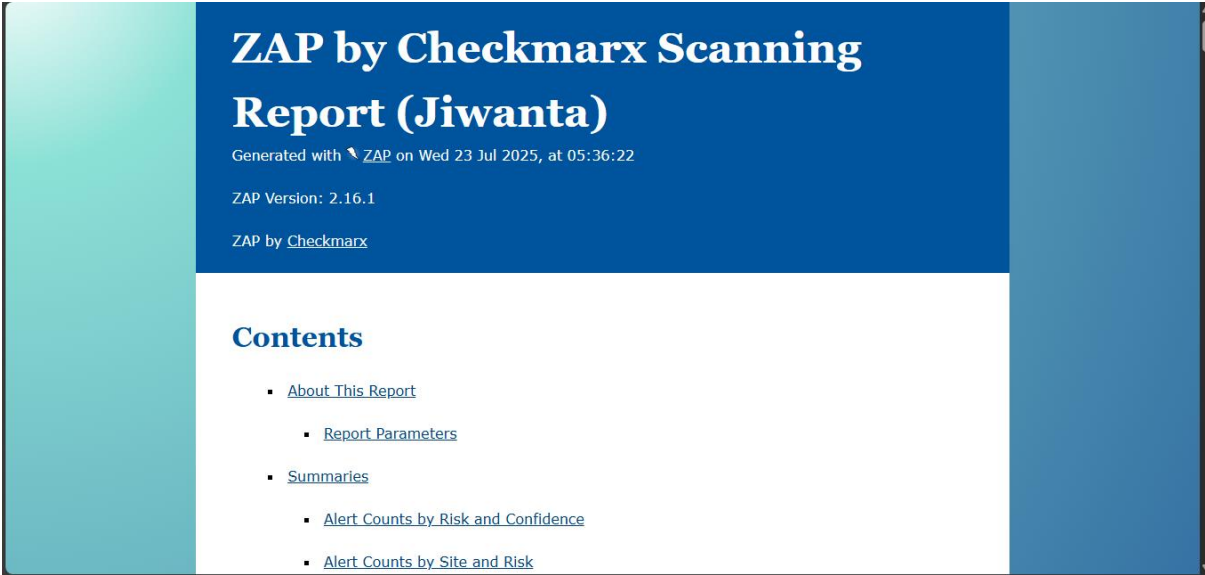 ZAP by Checkmarx Scanning
Report (Jiwanta)
Generated with ZAP on Wed 23 Jul 2025, at 05:36:22
ZAP Version: 2.16.1
ZAP by Checkmarx
Contents
About This Report
Report Parameters
Summaries
Alert Counts by Risk and Confidence
Alert Counts by Site and Risk